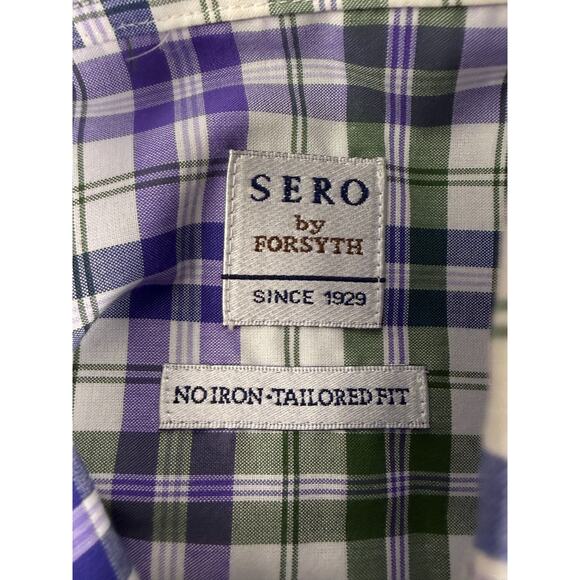 SERO
by
FORSYTH
SINCE 1929
NO IRON-TAILORED FIT